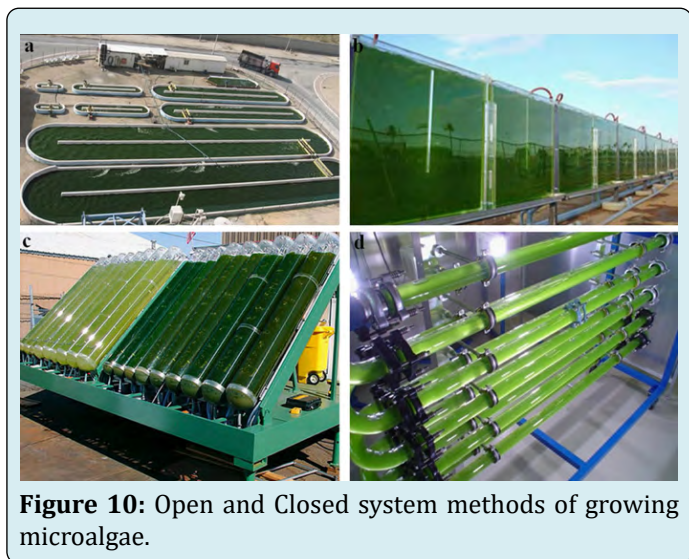 a
b
c
d
Figure 10: Open and Closed system methods of growing
microalgae.